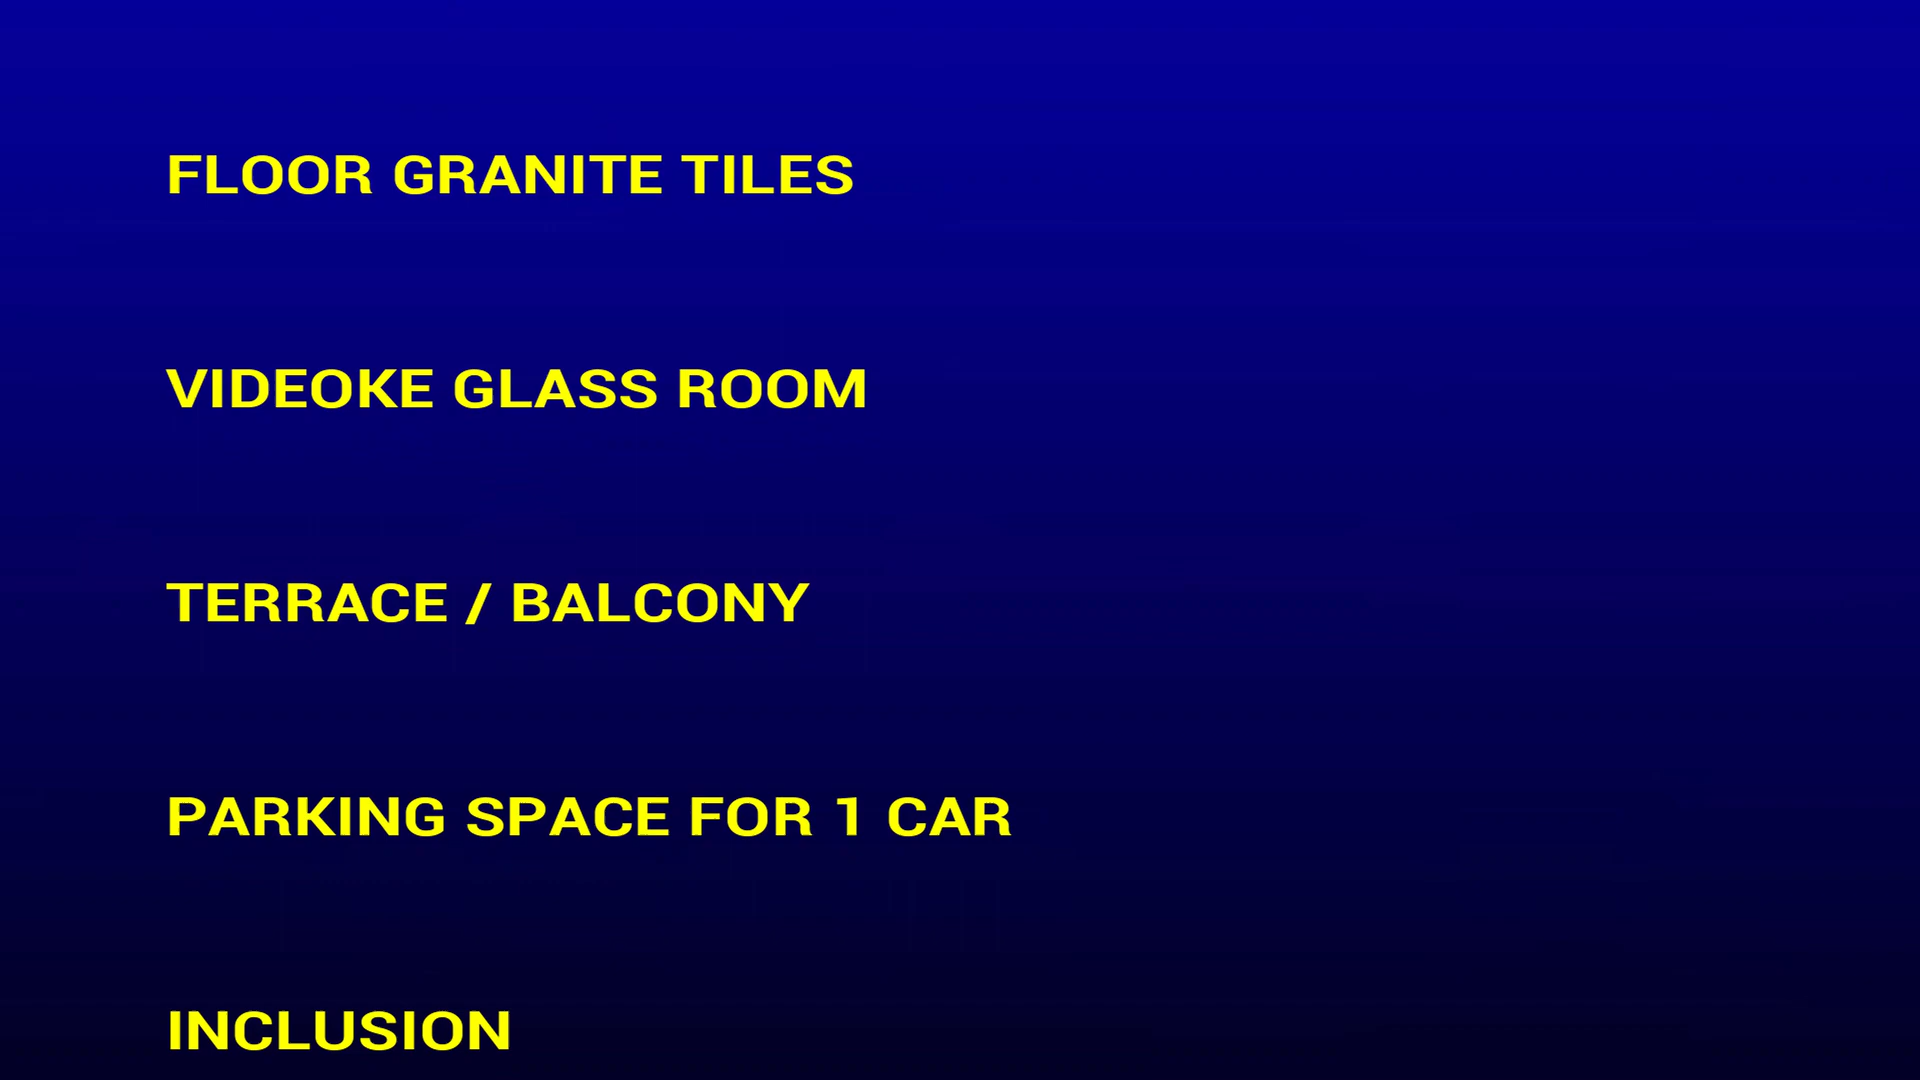 FLOOR GRANITE TILES
VIDEOKE GLASS ROOM
TERRACE / BALCONY
PARKING SPACE FOR 1 CAR
INCLUSION